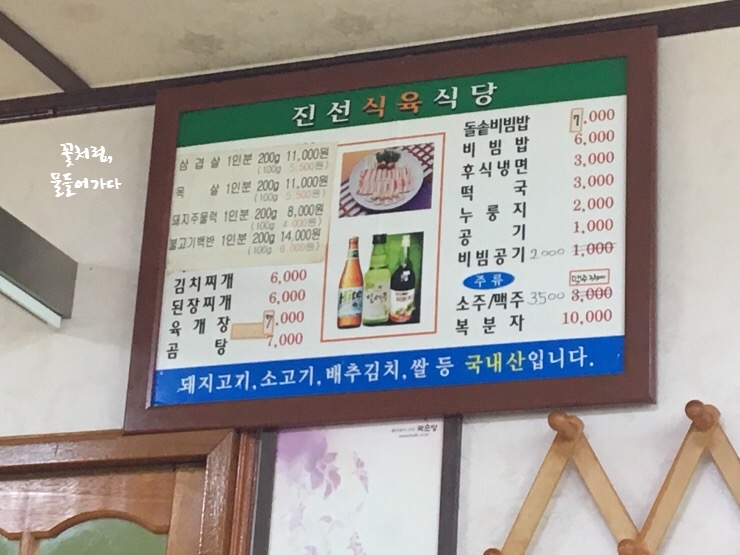 꽃처럼,
물들어가다
진선식육식당
삼겹살 1인분 200g 11,000원
(100g 5,500원)
목살 1인분 200g 11,000원
(100g 5,500원)
돼지주물럭 1인분 200g 8,000원
(100g 4,000원)
불고기백반 1인분 200g 14,000원
김치찌개 6,000
된장찌개 6,000
육개장 7,000
곰탕 7,000
돌솥비빔밥 7,000
비빔밥 6,000
후식냉면 3,000
떡국 3,000
누룽지 2,000
공기 1,000
비빔공기 2000 1,000
주류
소주/맥주 3500 3,000
복분자 10,000
Hite
돼지고기,소고기,배추김치,쌀 등 국내산입니다.
국순당